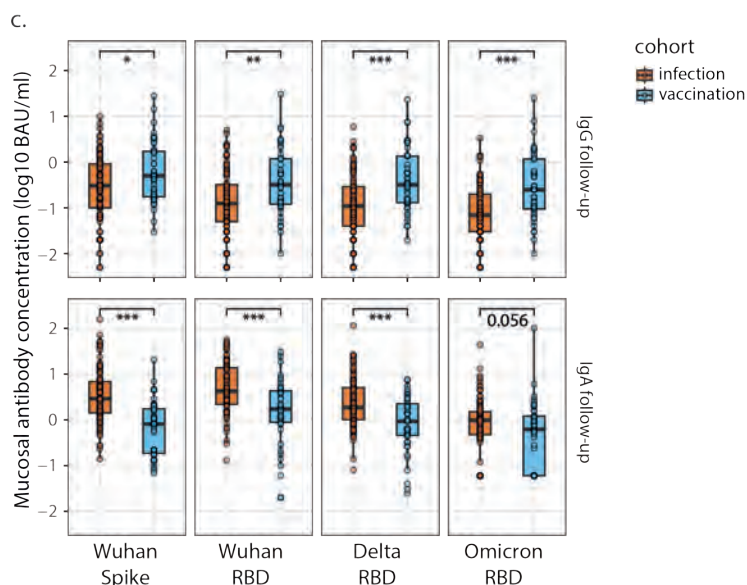 c.
cohort
infection
vaccination
Mucosal antibody concentration (log10 BAU/ml)
* ** *** ***
2
1
0
−1
−2
IgG follow-up
*** *** *** 0.056
2
1
0
−1
−2
IgA follow-up
Wuhan Wuhan Delta Omicron
Spike RBD RBD RBD